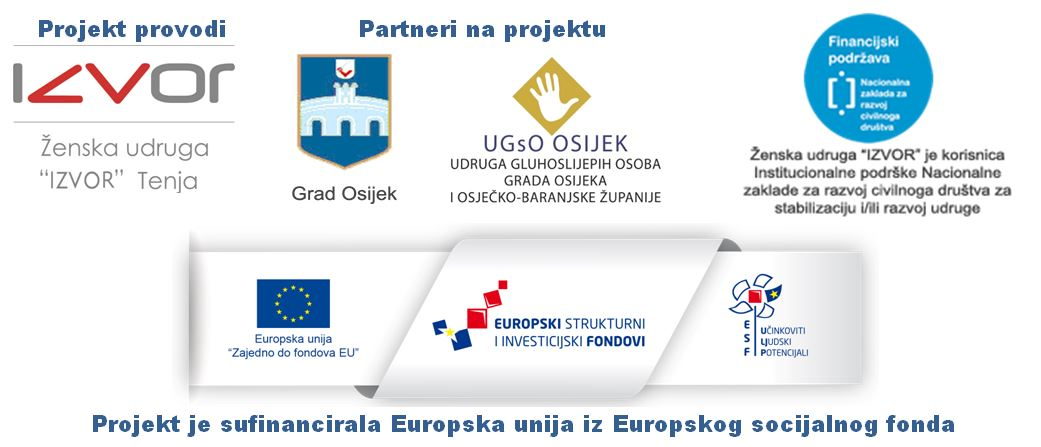 Projekt provodi
IZVOR
Ženska udruga
“IZVOR” Tenja
Partneri na projektu
Grad Osijek
UGsO OSIJEK
UDRUGA GLUHOSLIJEPIH OSOBA
GRADA OSIJEKA
I OSJEČKO-BARANJSKE ŽUPANIJE
Financijski
podržava
Nacionalna
zaklada za
razvoj
civilnoga
društva
Ženska udruga “IZVOR” je korisnica
Institucionalne podrške Nacionalne
zaklade za razvoj civilnoga društva za
stabilizaciju i/ili razvoj udruge
Europska unija
“Zajedno do fondova EU”
EUROPSKI STRUKTURNI
I INVESTICIJSKI FONDOVI
ESF
UČINKOVITI
LJUDSKI
POTENCIJALI
Projekt je sufinancirala Europska unija iz Europskog socijalnog fonda